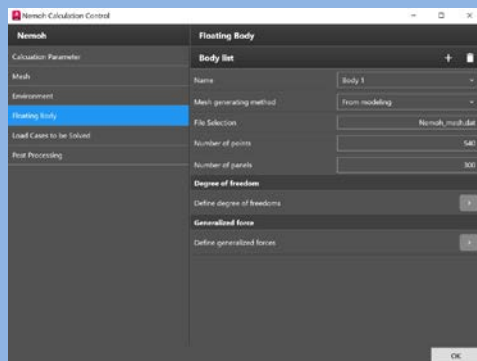 Nemoh Calculation Control
Nemoh
Calcuation Parameter
Mesh
Environment
Floating Body
Load Cases to be Solved
Post Processing
Floating Body
Body list
Name
Body 1
Mesh generating method
From modeling
File Selection
Nemoh_mesh.dat
Number of points
540
Number of panels
300
Degree of freedom
Define degree of freedoms
Generalized force
Define generalized forces
OK